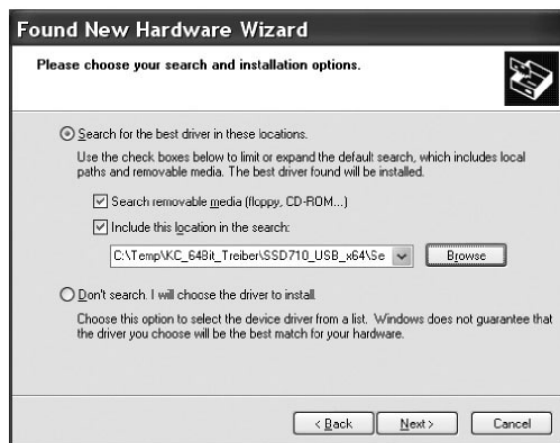 Found New Hardware Wizard
Please choose your search and installation options.
Search for the best driver in these locations.
Use the check boxes below to limit or expand the default search, which includes local
paths and removable media. The best driver found will be installed.
Search removable media (floppy, CD-ROM...)
Include this location in the search:
C:\Temp\KC_64Bit_Treiber\SSD710_USB_x64\Se
Browse
Don't search. I will choose the driver to install.
Choose this option to select the device driver from a list. Windows does not guarantee that
the driver you choose will be the best match for your hardware.
< Back Next > Cancel